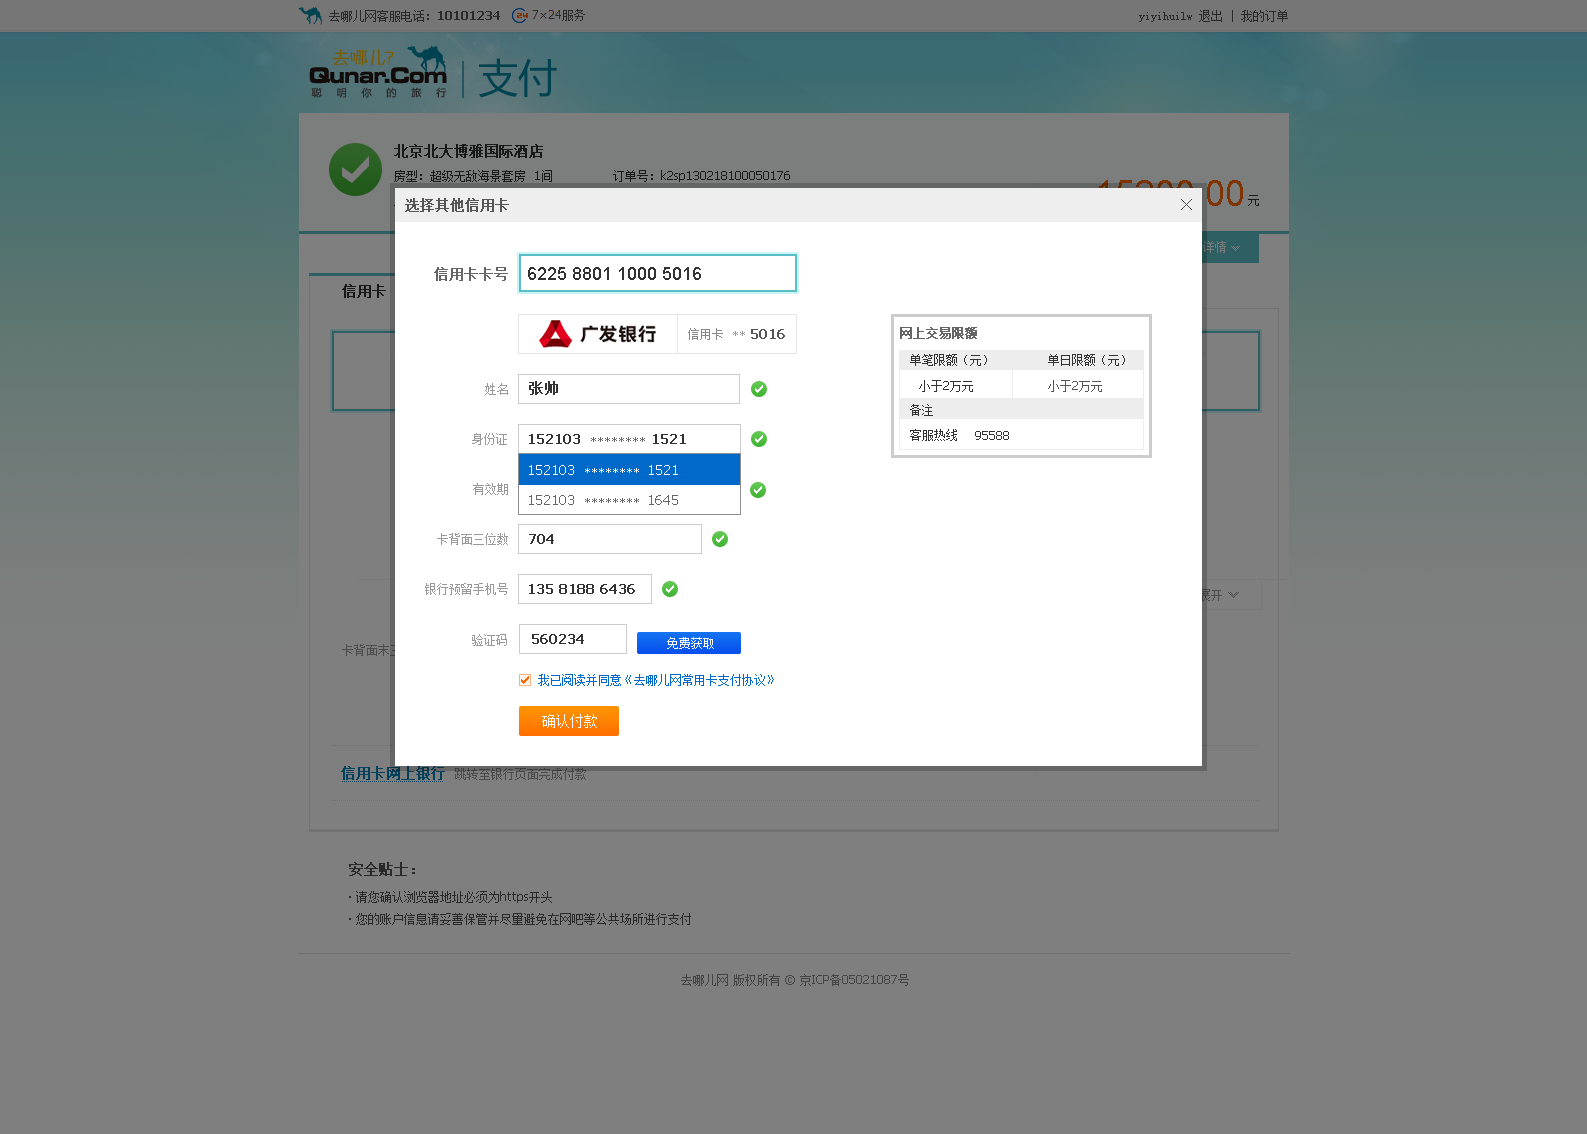 去哪儿网客服电话：10101234 24 7×24服务
yiyihuilw 退出 | 我的订单
去哪儿?
Qunar.Com | 支付
聪明你的旅行
北京北大博雅国际酒店
房型：超级无敌海景套房 1间 订单号：k2sp130218100050176
元
选择其他信用卡
详情
信用卡卡号 6225 8801 1000 5016
信用卡
广发银行 信用卡 ** 5016
网上交易限额
单笔限额（元） 单日限额（元）
小于2万元 小于2万元
备注
客服热线 95588
姓名 张帅
身份证 152103 ******** 1521
152103 ******** 1521
有效期
152103 ******** 1645
卡背面三位数 704
银行预留手机号 135 8188 6436
展开
验证码 560234 免费获取
卡背面末三
我已阅读并同意《去哪儿网常用卡支付协议》
确认付款
信用卡网上银行 跳转至银行页面完成付款
安全贴士：
· 请您确认浏览器地址必须为https开头
· 您的账户信息请妥善保管并尽量避免在网吧等公共场所进行支付
去哪儿网 版权所有 © 京ICP备05021087号